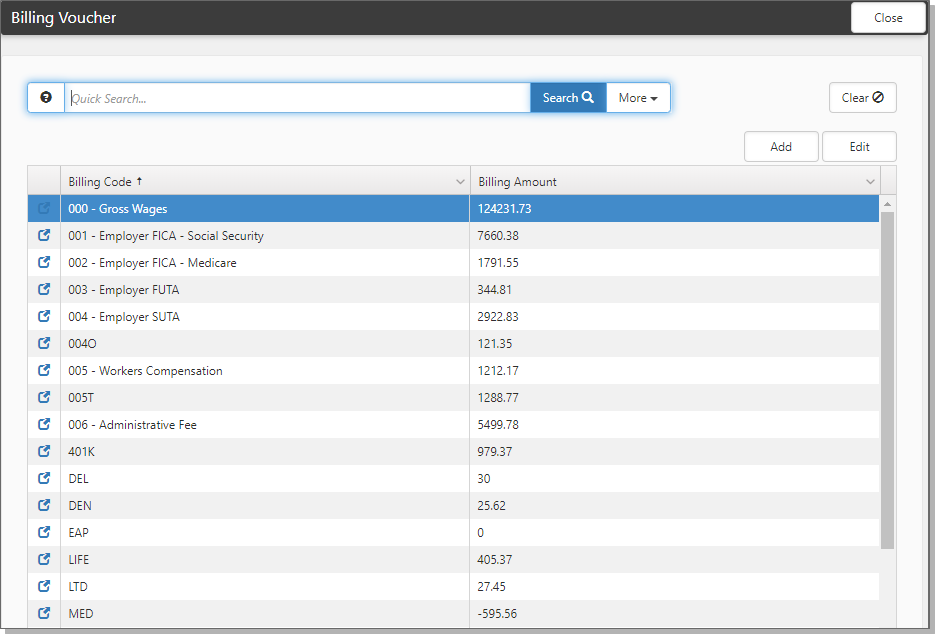 Billing Voucher Close
Quick Search...
Search More Clear
Add Edit
Billing Code ↑ Billing Amount
000 - Gross Wages 124231.73
001 - Employer FICA - Social Security 7660.38
002 - Employer FICA - Medicare 1791.55
003 - Employer FUTA 344.81
004 - Employer SUTA 2922.83
004O 121.35
005 - Workers Compensation 1212.17
005T 1288.77
006 - Administrative Fee 5499.78
401K 979.37
DEL 30
DEN 25.62
EAP 0
LIFE 405.37
LTD 27.45
MED -595.56